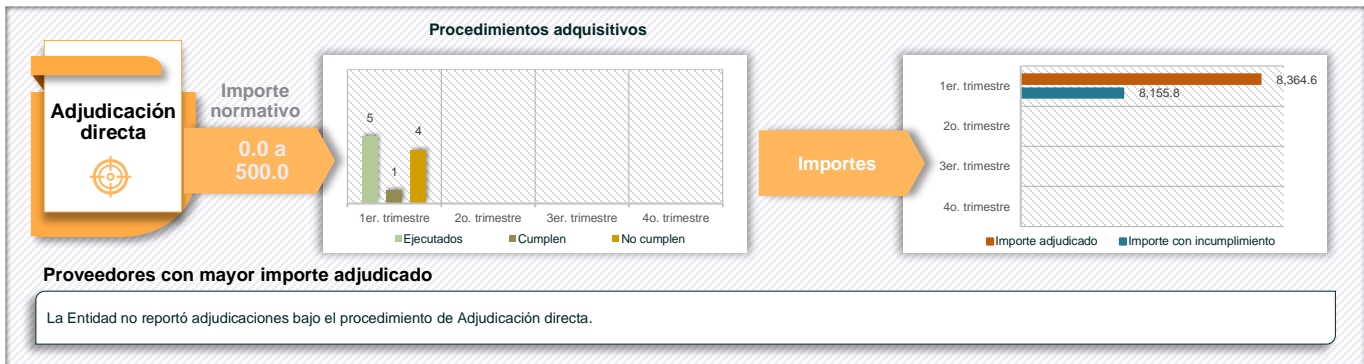 Procedimientos adquisitivos
Adjudicación
directa
Importe
normativo
0.0 a
500.0
5
1
4
1er. trimestre
2o. trimestre
3er. trimestre
4o. trimestre
Ejecutados
Cumplen
No cumplen
Importes
1er. trimestre
8,364.6
8,155.8
2o. trimestre
3er. trimestre
4o. trimestre
Importe adjudicado
Importe con incumplimiento
Proveedores con mayor importe adjudicado
La Entidad no reportó adjudicaciones bajo el procedimiento de Adjudicación directa.